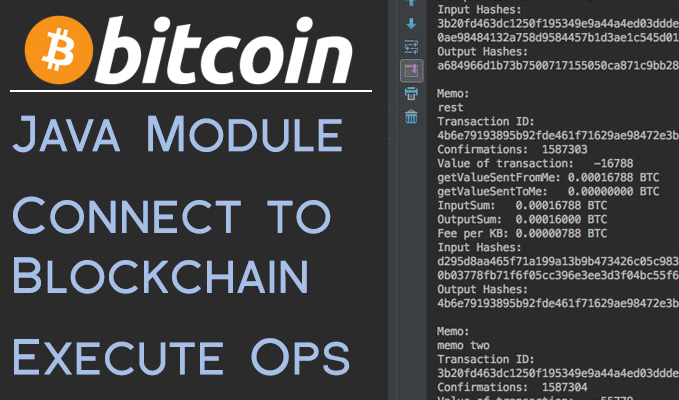 bitcoin
JAVA MODULE
CONNECT TO
BLOCKCHAIN
EXECUTE OPS
Input Hashes:
3b20fd463dc1250f195349e9a44a4ed03ddde
0ae98484132a758d9584457b1d3ae1c545d01
Output Hashes:
a684966d1b73b7500717155050ca871c9bb28
Memo:
rest
Transaction ID:
4b6e79193895b92fde461f71629ae98472e3b
Confirmations: 1587303
Value of transaction: -16788
getValueSentFromMe: 0.00016788 BTC
getValueSentToMe: 0.00000000 BTC
InputSum: 0.00016788 BTC
OutputSum: 0.00016000 BTC
Fee per KB: 0.00000788 BTC
Input Hashes:
d295d8aa465f71a199a13b9b473426c05c983
0b03778fb71f6f05cc396e3ee3d3f04bc55f6
Output Hashes:
4b6e79193895b92fde461f71629ae98472e3b
Memo:
memo two
Transaction ID:
3b20fd463dc1250f195349e9a44a4ed03ddde
Confirmations: 1587304
Value of transaction: